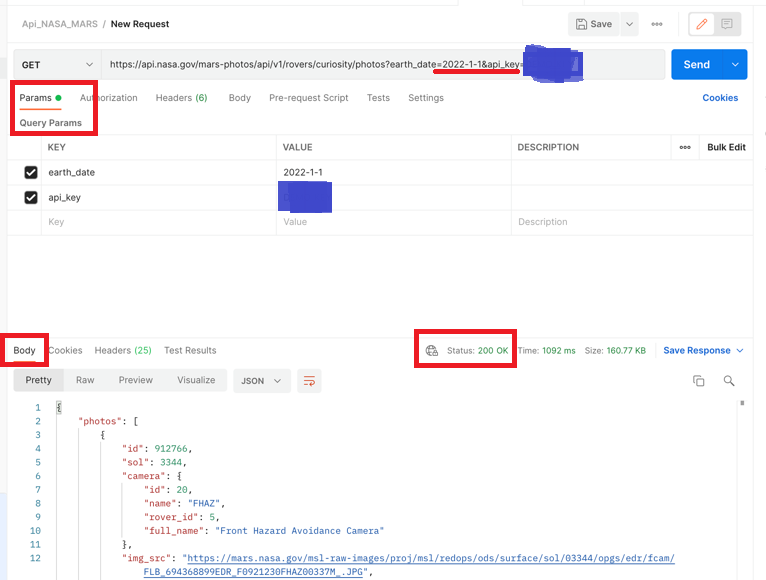 Api_NASA_MARS / New Request Save
GET https://api.nasa.gov/mars-photos/api/v1/rovers/curiosity/photos?earth_date=2022-1-1&api_key= Send
Params Authorization Headers (6) Body Pre-request Script Tests Settings Cookies
Query Params
KEY VALUE DESCRIPTION Bulk Edit
earth_date 2022-1-1
api_key
Key Value Description
Body Cookies Headers (25) Test Results Status: 200 OK Time: 1092 ms Size: 160.77 KB Save Response
Pretty Raw Preview Visualize JSON
1 {
2 "photos": [
3 {
4 "id": 912766,
5 "sol": 3344,
6 "camera": {
7 "id": 20,
8 "name": "FHAZ",
9 "rover_id": 5,
10 "full_name": "Front Hazard Avoidance Camera"
11 },
12 "img_src": "https://mars.nasa.gov/msl-raw-images/proj/msl/redops/ods/surface/sol/03344/opgs/edr/fcam/
FLB_694368899EDR_F0921230FHAZ00337M_.JPG",